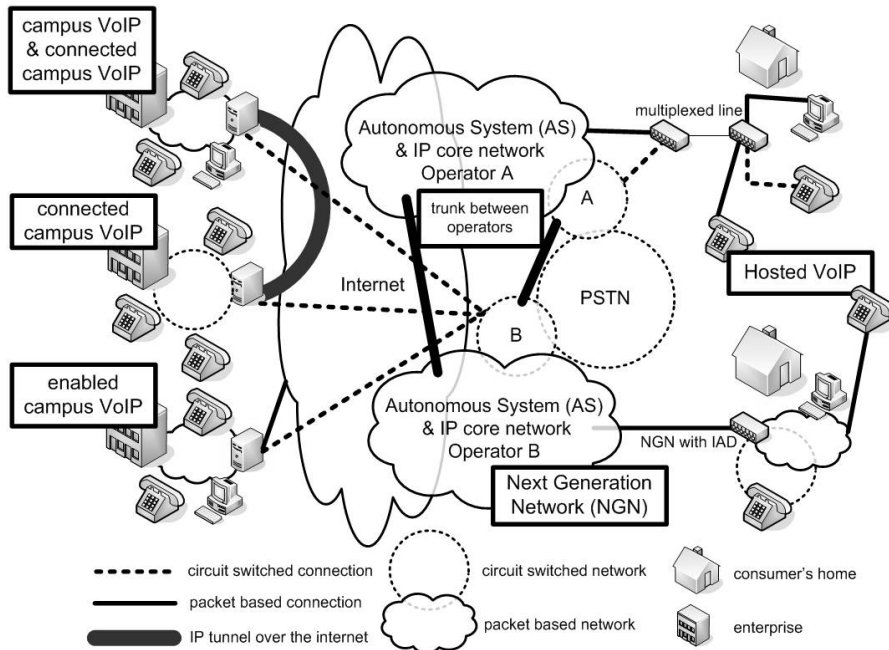 campus VoIP
& connected
campus VoIP
Autonomous System (AS)
& IP core network
Operator A
multiplexed line
A
trunk between
operators
connected
campus VoIP
Internet
PSTN
Hosted VoIP
B
enabled
campus VoIP
Autonomous System (AS)
& IP core network
Operator B
NGN with IAD
Next Generation
Network (NGN)
circuit switched connection
circuit switched network
consumer's home
packet based connection
packet based network
enterprise
IP tunnel over the internet